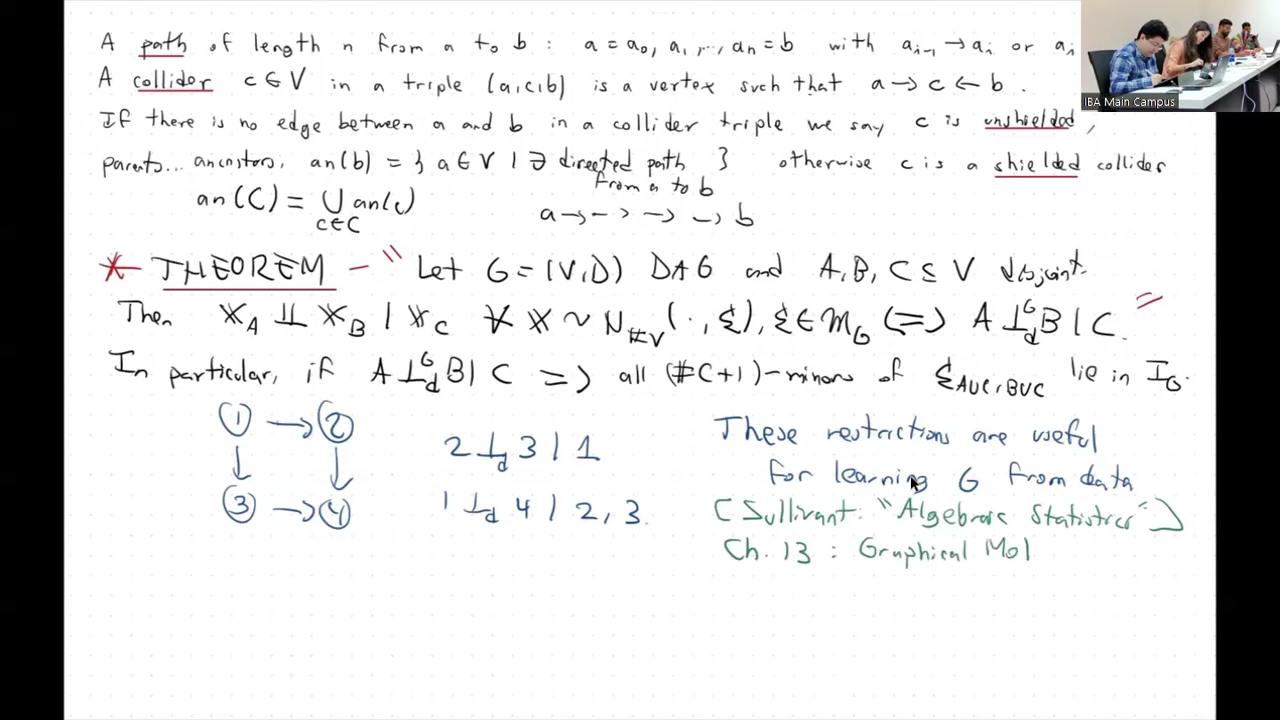 A path of length n from a to b : a = a₀, a₁, ..., aₙ = b with aᵢ₋₁ → aᵢ or aᵢ
A collider c ∈ V in a triple (a,c,b) is a vertex such that a → c ← b .
If there is no edge between a and b in a collider triple we say c is unshielded,
parents... ancestors, an(b) = { a ∈ V | ∃ directed path from a to b } otherwise c is a shielded collider
an(C) = ∪_{c∈C} an(c)
a → -> -> -> b
* THEOREM - " Let G = (V,D) DAG and A, B, C ⊆ V disjoint.
Then X_A ⫫ X_B | X_C ∀ X ~ N_{#V}(·, Σ), Σ ∈ M_G <=> A ⊥_d^G B | C. "
In particular, if A ⊥_d^G B | C => all (#C+1)-minors of Σ_{A∪C,B∪C} lie in I_G.
1 → 2
3 → 4
2 ⊥_d 3 | 1
1 ⊥_d 4 | 2, 3.
These restrictions are useful
for learning G from data
( Sullivant: "Algebraic Statistics" )
Ch. 13 : Graphical Mol
IBA Main Campus